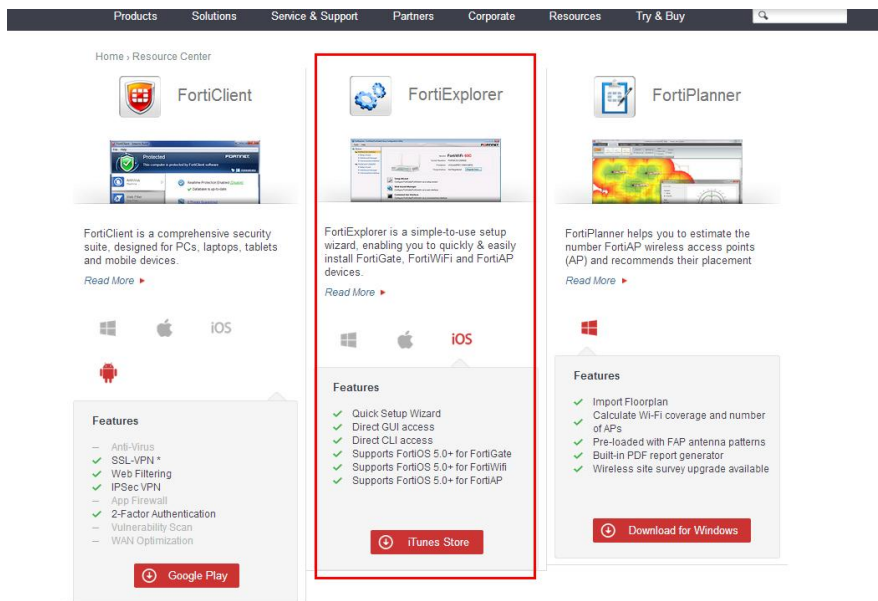 Products Solutions Service & Support Partners Corporate Resources Try & Buy
Home › Resource Center
FortiClient
Protected
FORTINET
FortiClient is a comprehensive security
suite, designed for PCs, laptops, tablets
and mobile devices.
Read More
iOS
Features
Anti-Virus
SSL-VPN *
Web Filtering
IPSec VPN
App Firewall
2-Factor Authentication
Vulnerability Scan
WAN Optimization
Google Play
FortiExplorer
FortiExplorer is a simple-to-use setup
wizard, enabling you to quickly & easily
install FortiGate, FortiWiFi and FortiAP
devices.
Read More
iOS
Features
Quick Setup Wizard
Direct GUI access
Direct CLI access
Supports FortiOS 5.0+ for FortiGate
Supports FortiOS 5.0+ for FortiWifi
Supports FortiOS 5.0+ for FortiAP
iTunes Store
FortiPlanner
FortiPlanner helps you to estimate the
number FortiAP wireless access points
(AP) and recommends their placement
Read More
Features
Import Floorplan
Calculate Wi-Fi coverage and number
of APs
Pre-loaded with FAP antenna patterns
Built-in PDF report generator
Wireless site survey upgrade available
Download for Windows